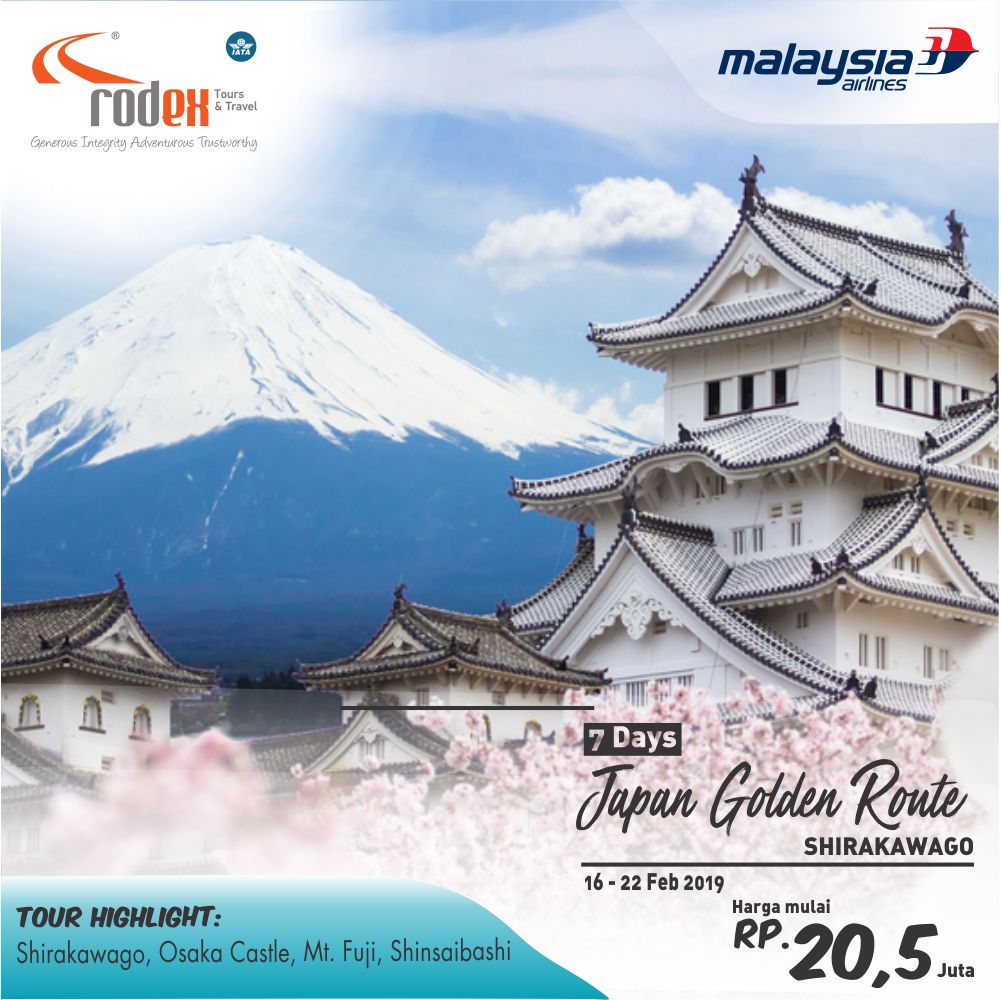 rodex
®
Tours
& Travel
IATA
Generous Integrity Adventurous Trustworthy
malaysia
airlines
7 Days
Japan Golden Route
SHIRAKAWAGO
16 - 22 Feb 2019
Harga mulai
RP. 20,5 Juta
TOUR HIGHLIGHT:
Shirakawago, Osaka Castle, Mt. Fuji, Shinsaibashi